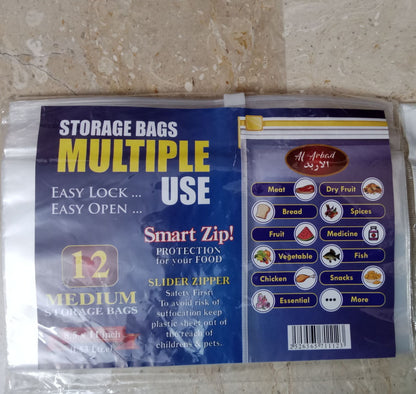 STORAGE BAGS
MULTIPLE
USE
EASY LOCK ...
EASY OPEN ...
Smart Zip!
PROTECTION
for your FOOD
12
MEDIUM
STORAGE BAGS
SLIDER ZIPPER
Safety First
To avoid risk of
suffocation keep
plastic sheet out of
the reach of
childrens & pets.
Al Arbad
الاربد
Meat
Dry Fruit
Bread
Spices
Fruit
Medicine
Vegetable
Fish
Chicken
Snacks
Essential
More